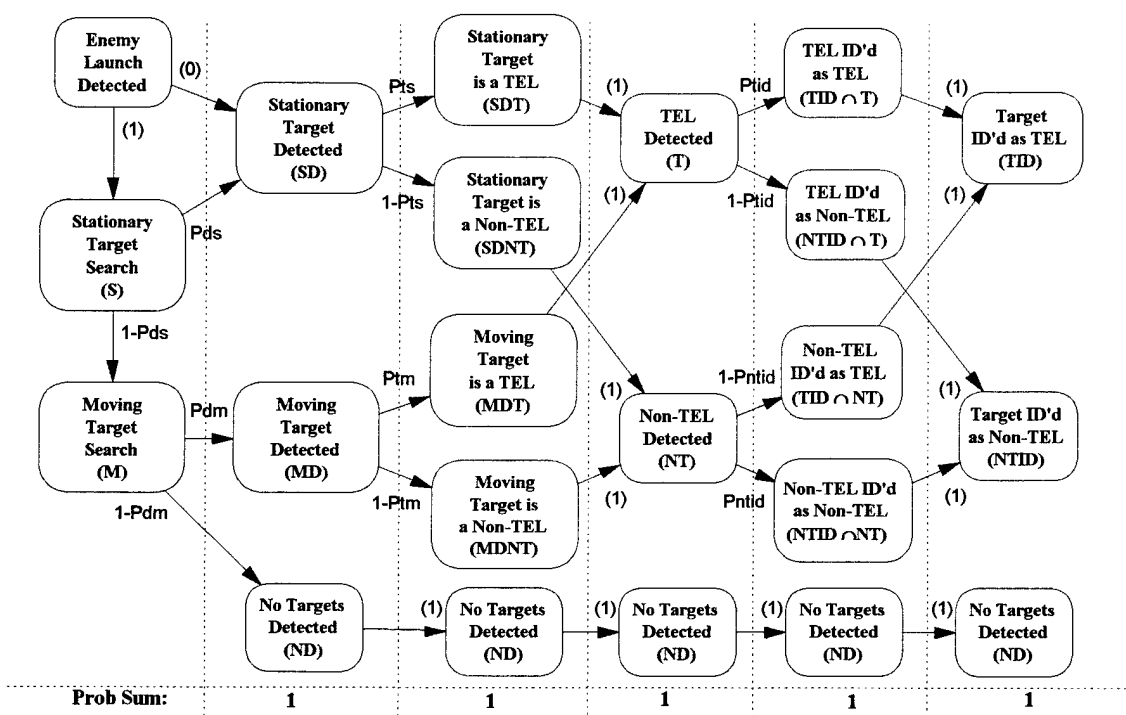 Enemy
Launch
Detected
(0)
(1)
Stationary
Target
Search
(S)
Pds
1-Pds
Moving
Target
Search
(M)
Pdm
1-Pdm
Stationary
Target
Detected
(SD)
Pts
1-Pts
Moving
Target
Detected
(MD)
Ptm
1-Ptm
No Targets
Detected
(ND)
Stationary
Target
is a TEL
(SDT)
(1)
Stationary
Target is
a Non-TEL
(SDNT)
Moving
Target
is a TEL
(MDT)
(1)
Moving
Target is
a Non-TEL
(MDNT)
(1)
(1)
(1)
No Targets
Detected
(ND)
TEL
Detected
(T)
Ptid
1-Ptid
Non-TEL
Detected
(NT)
1-Pntid
Pntid
(1)
No Targets
Detected
(ND)
TEL ID'd
as TEL
(TID ∩ T)
(1)
TEL ID'd
as Non-TEL
(NTID ∩ T)
(1)
Non-TEL
ID'd as TEL
(TID ∩ NT)
(1)
Non-TEL ID'd
as Non-TEL
(NTID ∩NT)
(1)
(1)
No Targets
Detected
(ND)
Target
ID'd as TEL
(TID)
Target ID'd
as Non-TEL
(NTID)
(1)
No Targets
Detected
(ND)
Prob Sum:
1
1
1
1
1